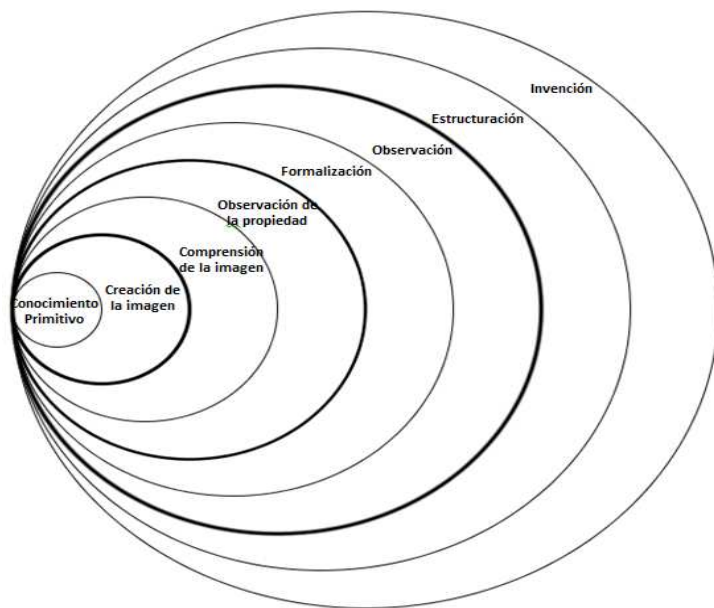 Invención
Estructuración
Observación
Formalización
Observación de
la propiedad
Comprensión
de la imagen
Creación de
la imagen
Conocimiento
Primitivo